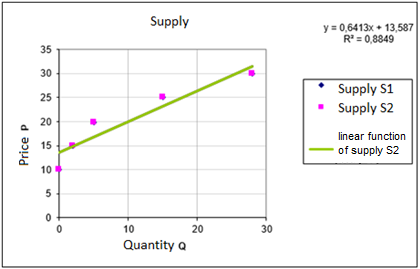 Supply
y = 0,6413x + 13,587
R² = 0,8849
35
30
25
20
15
10
5
0
0
10
20
30
Price P
Quantity Q
Supply S1
Supply S2
linear function
of supply S2